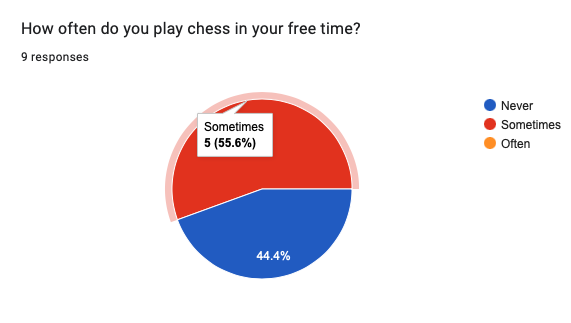 How often do you play chess in your free time?
9 responses
Sometimes
5 (55.6%)
44.4%
Never
Sometimes
Often